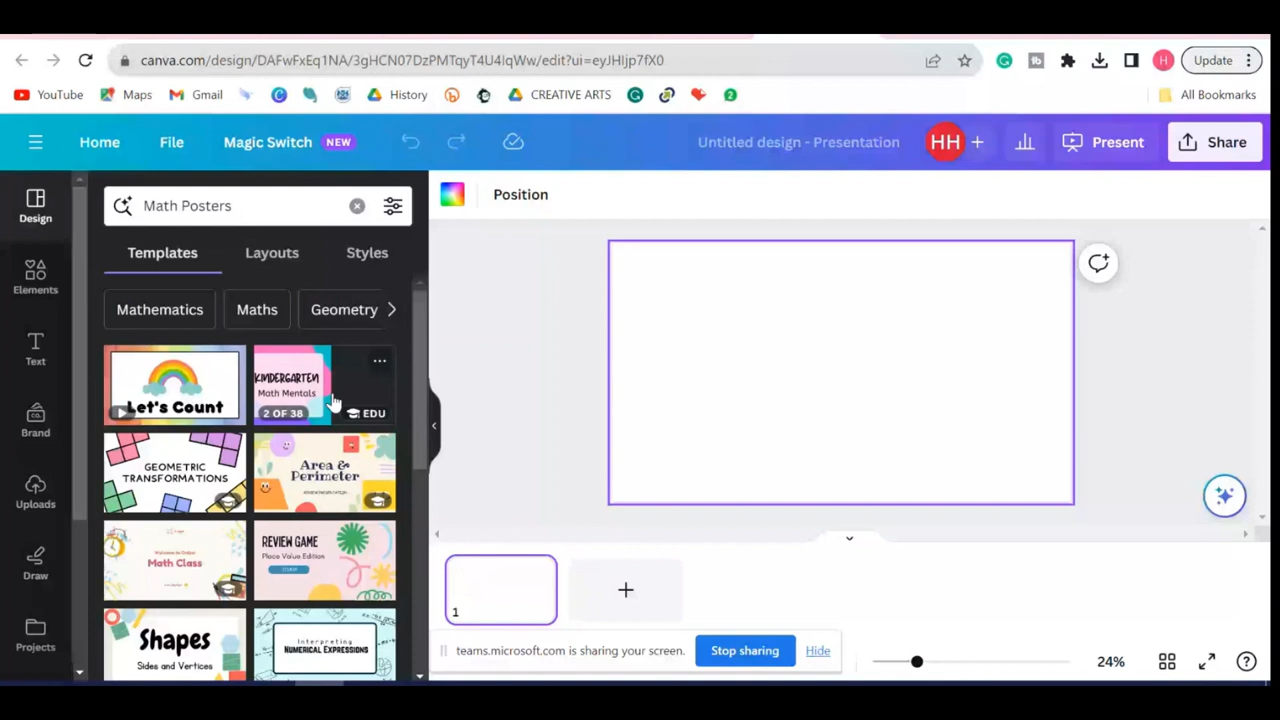 canva.com/design/DAFwFxEq1NA/3gHCN07DzPMTqyT4U4IqWw/edit?ui=eyJHIjp7fX0
Update
YouTube Maps Gmail History CREATIVE ARTS 2 All Bookmarks
Home File Magic Switch NEW Untitled design - Presentation HH + Present Share
Design
Elements
Text
Brand
Uploads
Draw
Projects
Math Posters
Templates Layouts Styles
Mathematics Maths Geometry
Let's Count
KINDERGARTEN
Math Mentals
2 OF 38
EDU
GEOMETRIC
TRANSFORMATIONS
Area &
Perimeter
Math Class
REVIEW GAME
Place Value Edition
Shapes
Sides and Vertices
Interpreting
NUMERICAL EXPRESSIONS
Position
1
+
teams.microsoft.com is sharing your screen. Stop sharing Hide
24%